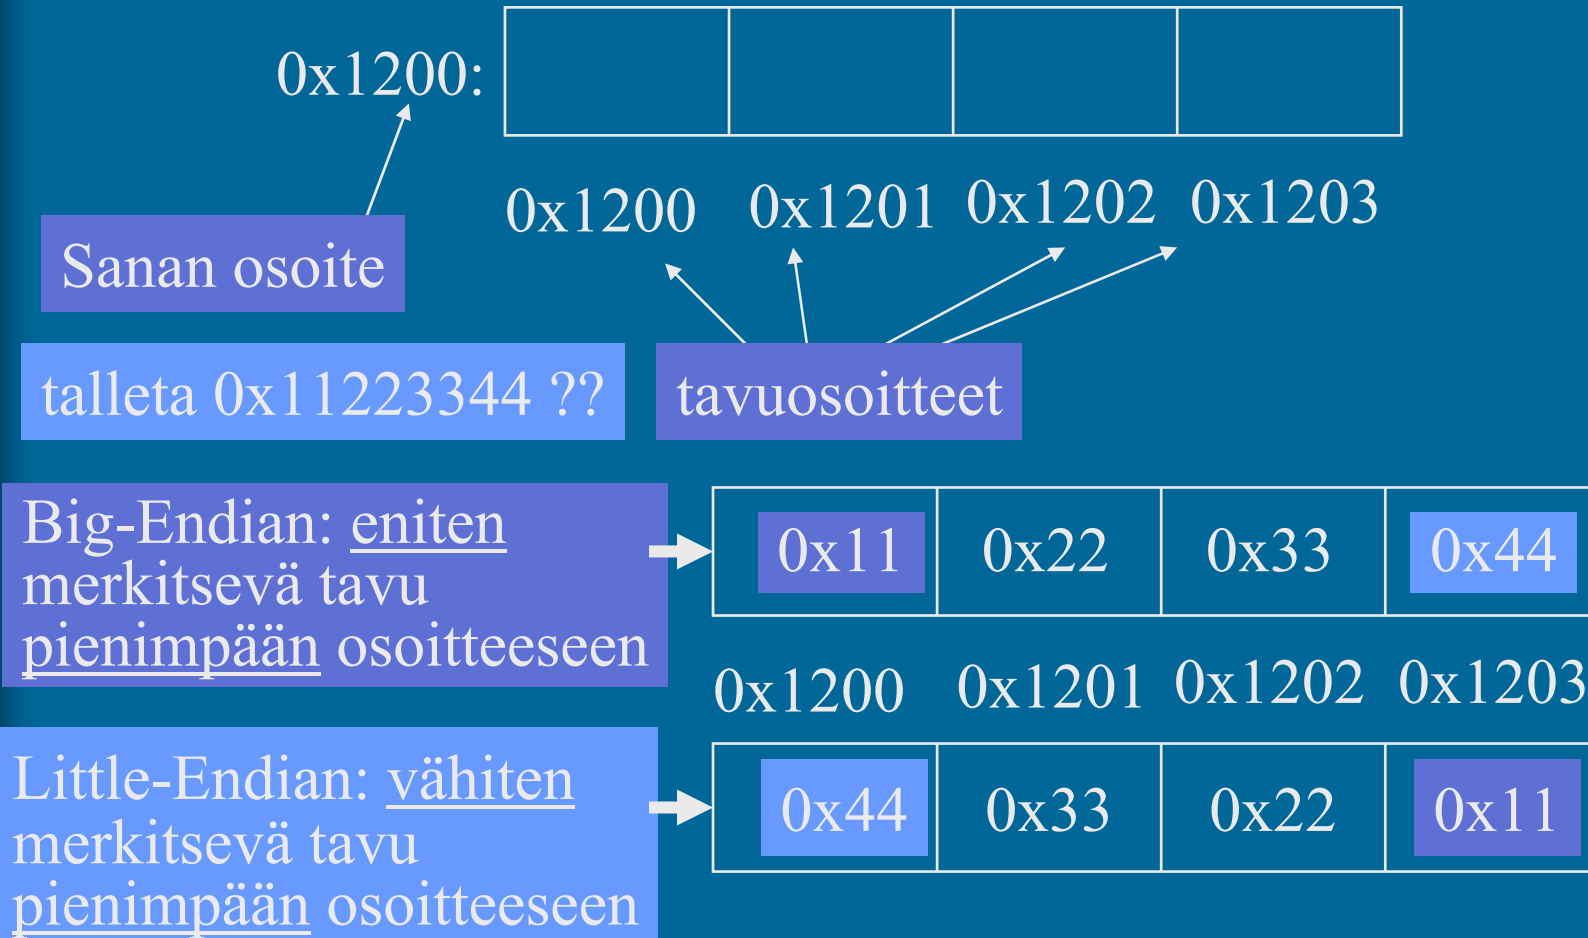 0x1200:
0x1200 0x1201 0x1202 0x1203
Sanan osoite
talleta 0x11223344 ??
tavuosoitteet
Big-Endian: eniten
merkitsevä tavu
pienimpään osoitteeseen
0x11 0x22 0x33 0x44
0x1200 0x1201 0x1202 0x1203
Little-Endian: vähiten
merkitsevä tavu
pienimpään osoitteeseen
0x44 0x33 0x22 0x11